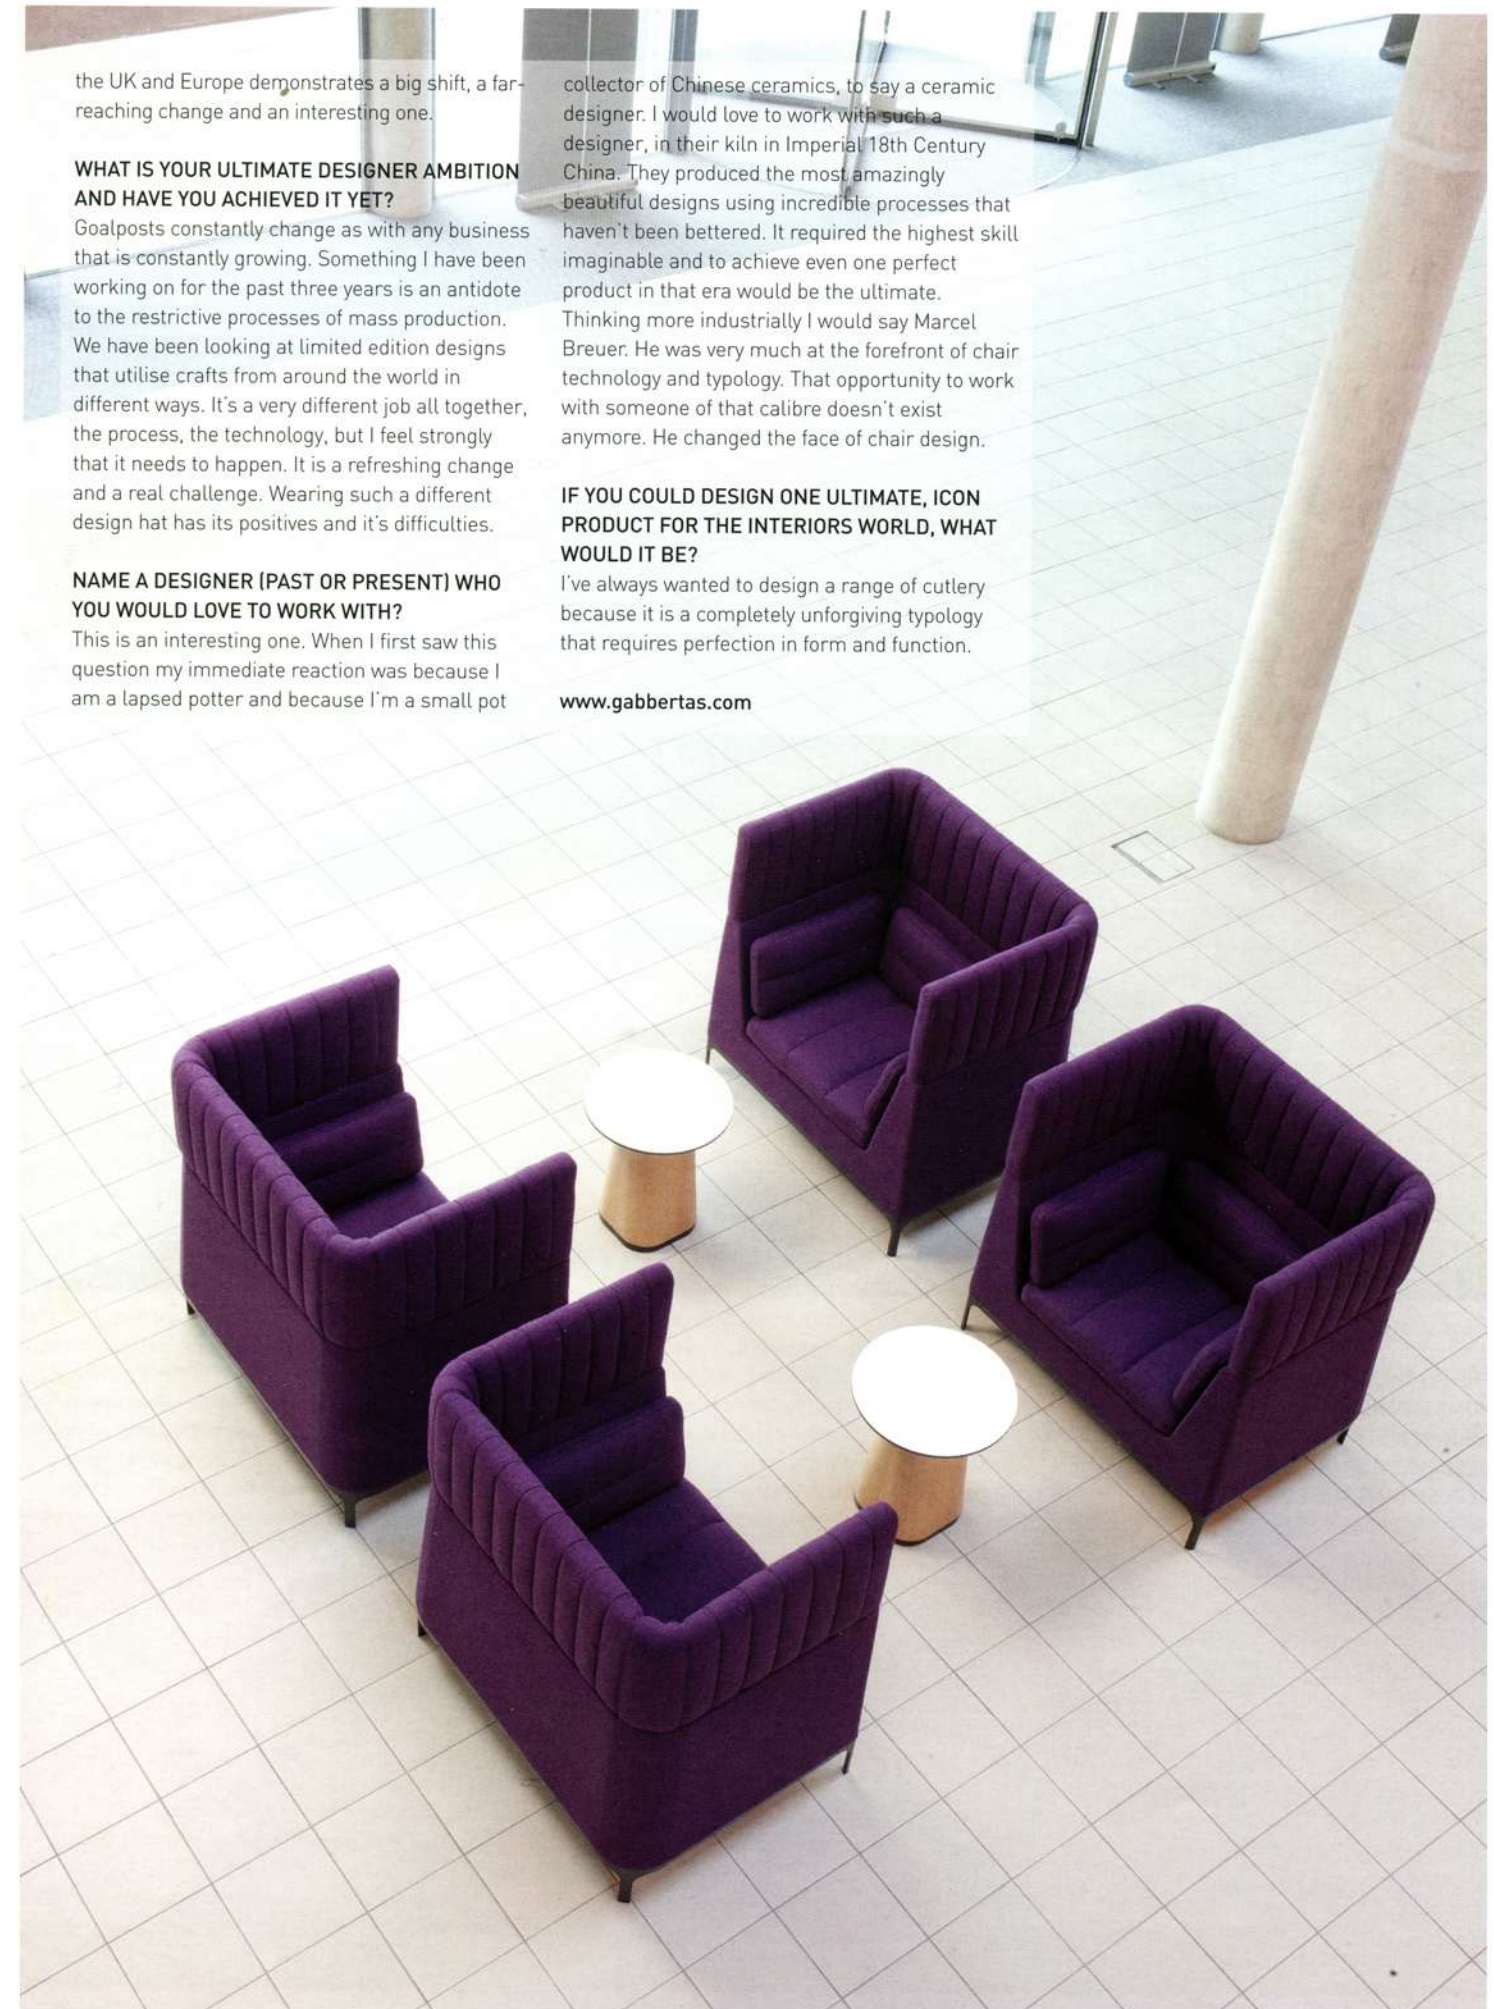 the UK and Europe demonstrates a big shift, a far-
reaching change and an interesting one.
WHAT IS YOUR ULTIMATE DESIGNER AMBITION
AND HAVE YOU ACHIEVED IT YET?
Goalposts constantly change as with any business
that is constantly growing. Something I have been
working on for the past three years is an antidote
to the restrictive processes of mass production.
We have been looking at limited edition designs
that utilise crafts from around the world in
different ways. It's a very different job all together,
the process, the technology, but I feel strongly
that it needs to happen. It is a refreshing change
and a real challenge. Wearing such a different
design hat has its positives and it's difficulties.
NAME A DESIGNER (PAST OR PRESENT) WHO
YOU WOULD LOVE TO WORK WITH?
This is an interesting one. When I first saw this
question my immediate reaction was because I
am a lapsed potter and because I'm a small pot
collector of Chinese ceramics, to say a ceramic
designer. I would love to work with such a
designer, in their kiln in Imperial 18th Century
China. They produced the most amazingly
beautiful designs using incredible processes that
haven't been bettered. It required the highest skill
imaginable and to achieve even one perfect
product in that era would be the ultimate.
Thinking more industrially I would say Marcel
Breuer. He was very much at the forefront of chair
technology and typology. That opportunity to work
with someone of that calibre doesn't exist
anymore. He changed the face of chair design.
IF YOU COULD DESIGN ONE ULTIMATE, ICON
PRODUCT FOR THE INTERIORS WORLD, WHAT
WOULD IT BE?
I've always wanted to design a range of cutlery
because it is a completely unforgiving typology
that requires perfection in form and function.
www.gabbertas.com